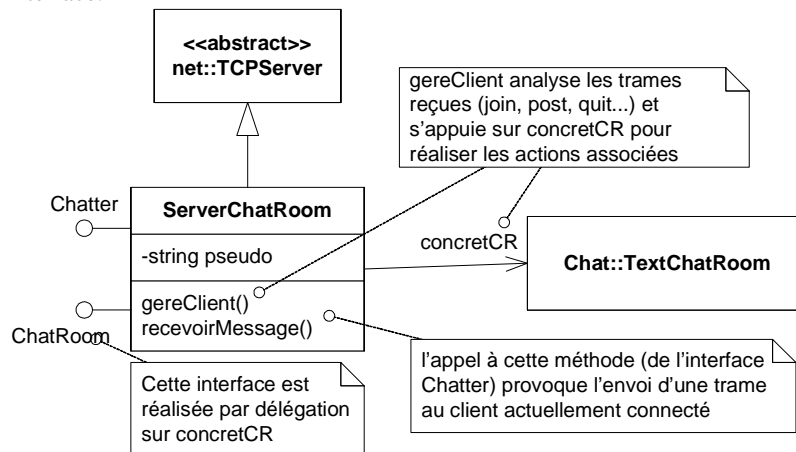 <<abstract>>
net::TCPServer
gereClient analyse les trames
reçues (join, post, quit...) et
s'appuie sur concretCR pour
réaliser les actions associées
Chatter
ServerChatRoom
-string pseudo
gereClient()
recevoirMessage()
ChatRoom
concretCR
Chat::TextChatRoom
Cette interface est
réalisée par délégation
sur concretCR
l'appel à cette méthode (de l'interface
Chatter) provoque l'envoi d'une trame
au client actuellement connecté